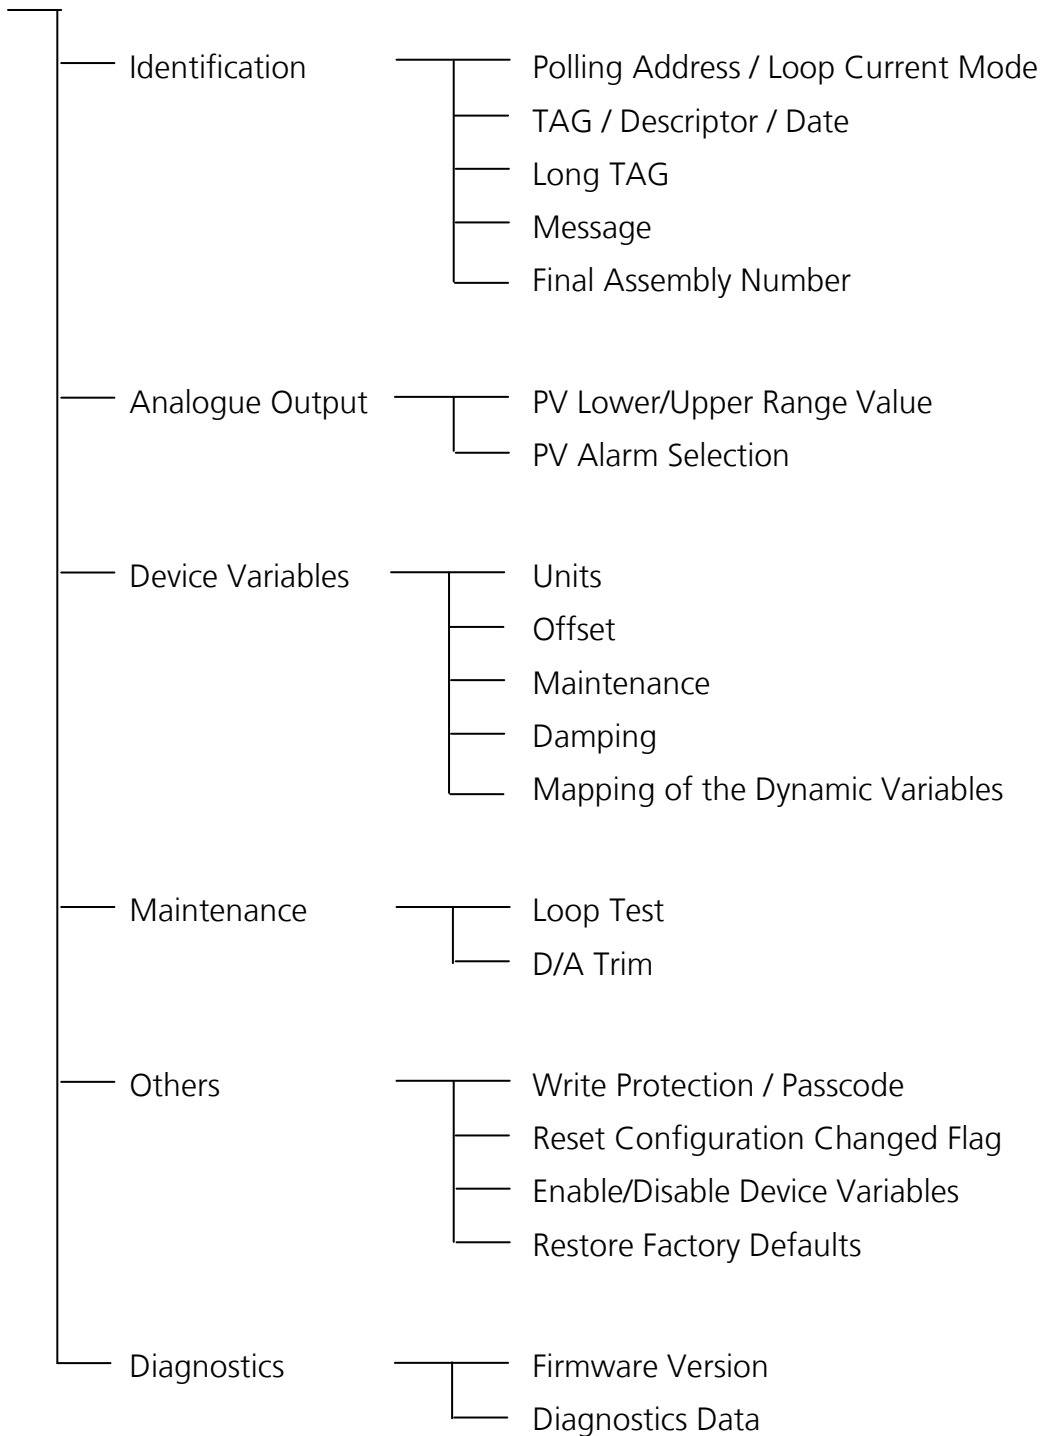 Identification
Polling Address / Loop Current Mode
TAG / Descriptor / Date
Long TAG
Message
Final Assembly Number
Analogue Output
PV Lower/Upper Range Value
PV Alarm Selection
Device Variables
Units
Offset
Maintenance
Damping
Mapping of the Dynamic Variables
Maintenance
Loop Test
D/A Trim
Others
Write Protection / Passcode
Reset Configuration Changed Flag
Enable/Disable Device Variables
Restore Factory Defaults
Diagnostics
Firmware Version
Diagnostics Data